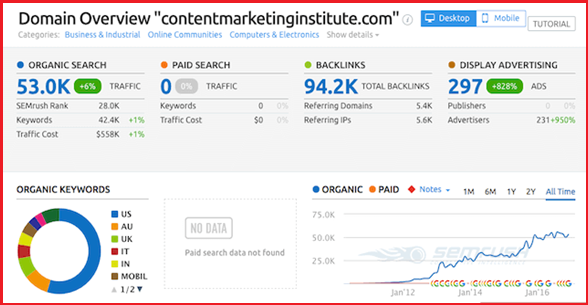 Domain Overview "contentmarketinginstitute.com" i
Desktop
Mobile
TUTORIAL
Categories: Business & Industrial Online Communities Computers & Electronics Show details
ORGANIC SEARCH
53.0K +6% TRAFFIC
SEMrush Rank 28.0K
Keywords 42.4K +1%
Traffic Cost $558K +1%
PAID SEARCH
0 0% TRAFFIC
Keywords 0 0%
Traffic Cost $0 0%
BACKLINKS
94.2K TOTAL BACKLINKS
Referring Domains 5.4K
Referring IPs 5.6K
DISPLAY ADVERTISING
297 +828% ADS
Publishers 0 0%
Advertisers 231 +950%
ORGANIC KEYWORDS
US
AU
UK
IT
IN
MOBIL
1/2
NO DATA
Paid search data not found
ORGANIC PAID Notes 1M 6M 1Y 2Y All Time
75.0K
50.0K
25.0K
semrush
Jan'12 Jan'14 Jan'16